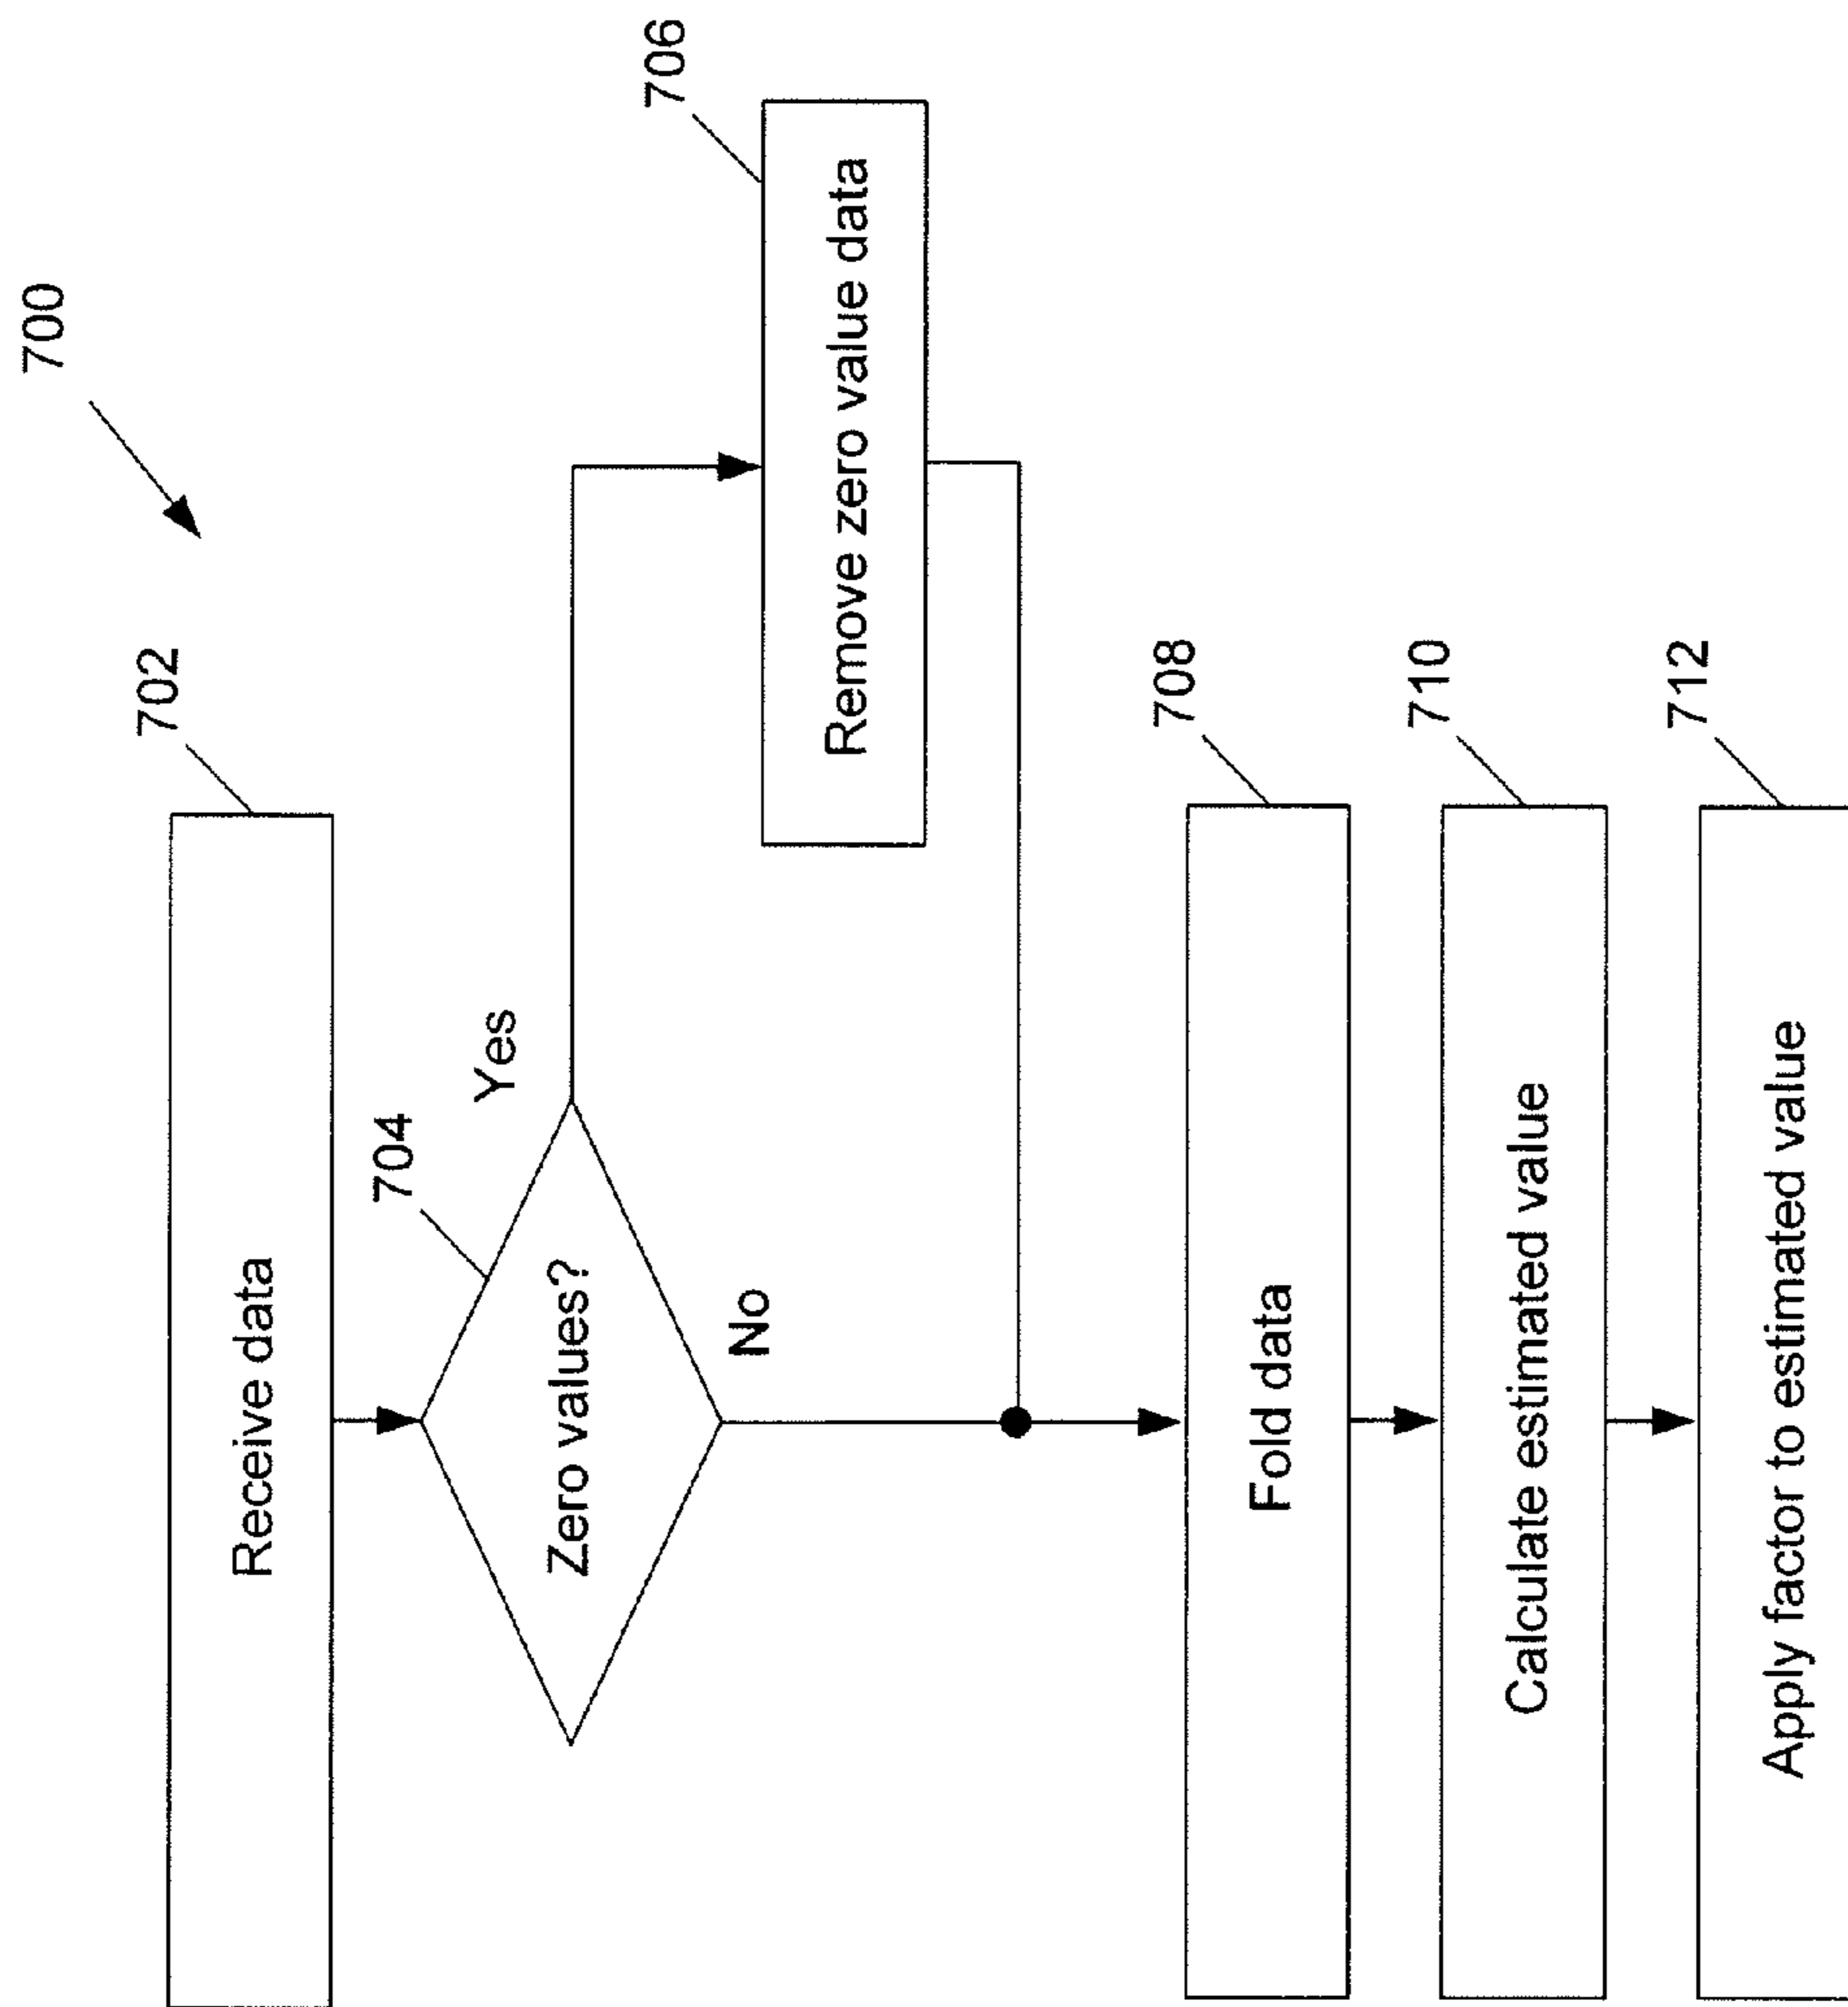 700
702
Receive data
704
Zero values?
Yes
No
706
Remove zero value data
708
Fold data
710
Calculate estimated value
712
Apply factor to estimated value